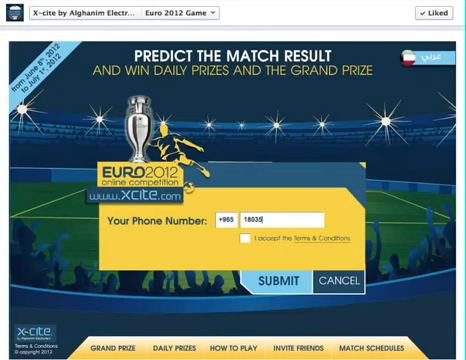 X-cite by Alghanim Electr...
Euro 2012 Game
Liked
from June 8th, 2012
to July 1st, 2012
PREDICT THE MATCH RESULT
AND WIN DAILY PRIZES AND THE GRAND PRIZE
عربي
EURO2012
online competition
www.xcite.com
Your Phone Number:
+965
18035
I accept the Terms & Conditions
SUBMIT
CANCEL
X-cite.
by Alghanim Electronics
Terms & Conditions
© copyright 2012
GRAND PRIZE
DAILY PRIZES
HOW TO PLAY
INVITE FRIENDS
MATCH SCHEDULES